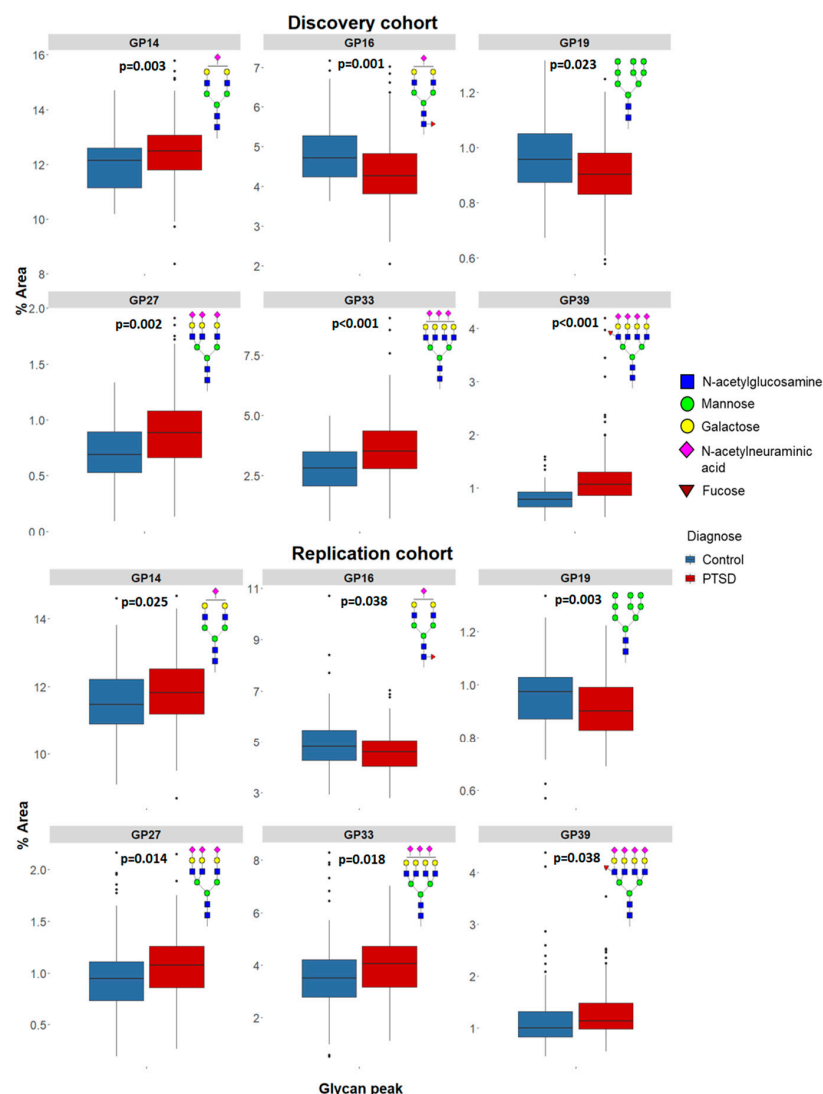 Discovery cohort
GP14 GP16 GP19
p=0.003 p=0.001 p=0.023
16
14
12
10
8
7
6
5
4
3
2
1.2
1.0
0.8
0.6
% Area
GP27 GP33 GP39
p=0.002 p<0.001 p<0.001
2.0
1.5
1.0
0.5
0.0
7.5
5.0
2.5
4
3
2
1
N-acetylglucosamine
Mannose
Galactose
N-acetylneuraminic
acid
Fucose
Diagnose
Control
PTSD
Replication cohort
GP14 GP16 GP19
p=0.025 p=0.038 p=0.003
14
12
10
11
9
7
5
3
1.2
1.0
0.8
0.6
% Area
GP27 GP33 GP39
p=0.014 p=0.018 p=0.038
2.0
1.5
1.0
0.5
8
6
4
2
4
3
2
1
Glycan peak